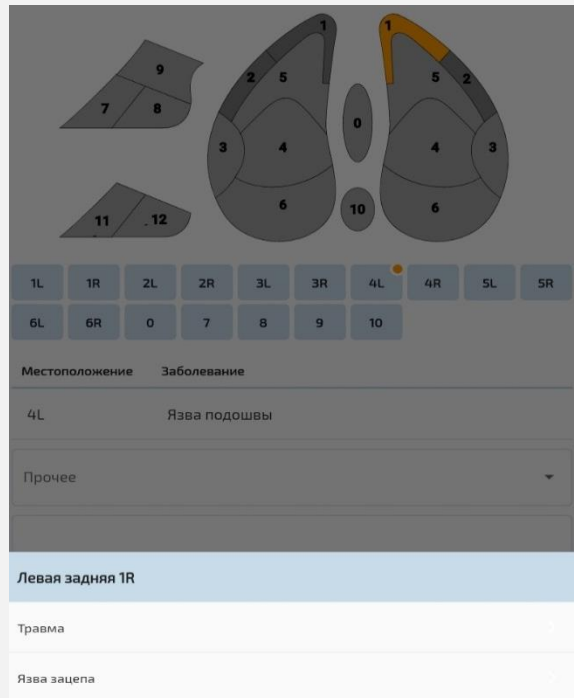 1 1
9 2 5 5 2
7 8 0
3 4 4 3
6 10 6
11 12
1L 1R 2L 2R 3L 3R 4L 4R 5L 5R
6L 6R 0 7 8 9 10
Местоположение Заболевание
4L Язва подошвы
Прочее
Левая задняя 1R
Травма
Язва зацепа